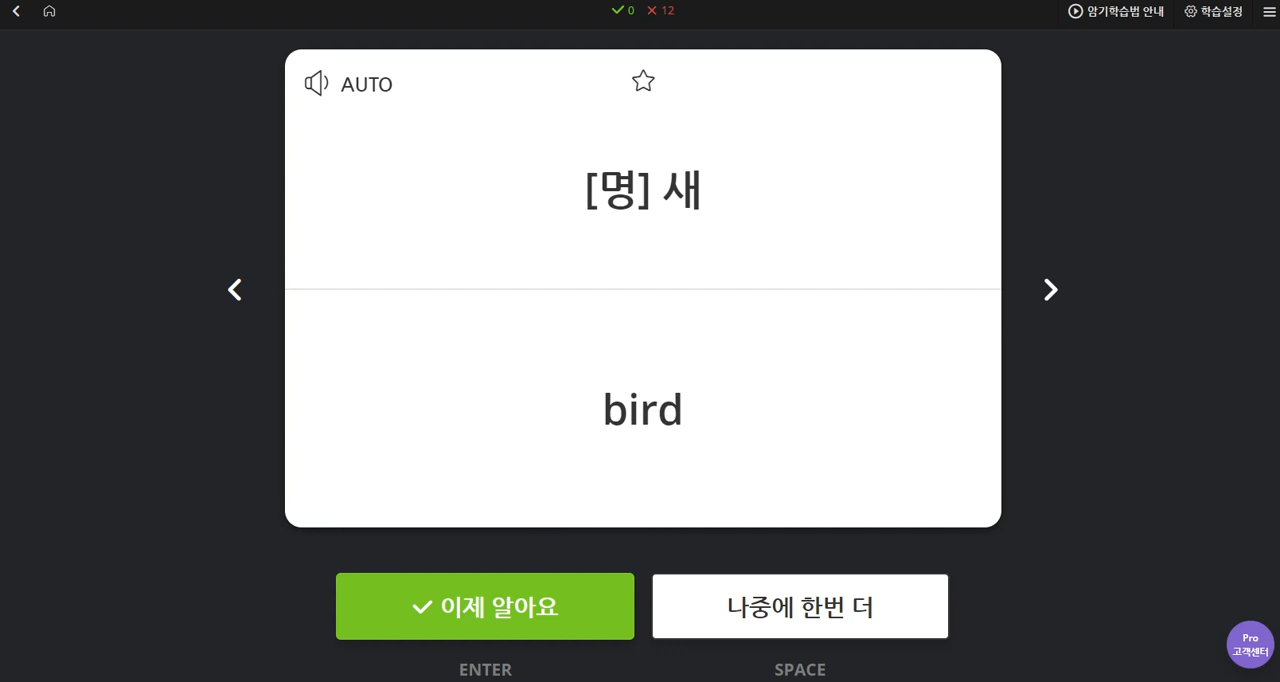 0 12 암기학습법 안내 학습설정
AUTO
[명] 새
bird
이제 알아요 나중에 한번 더
Pro
고객센터
ENTER SPACE